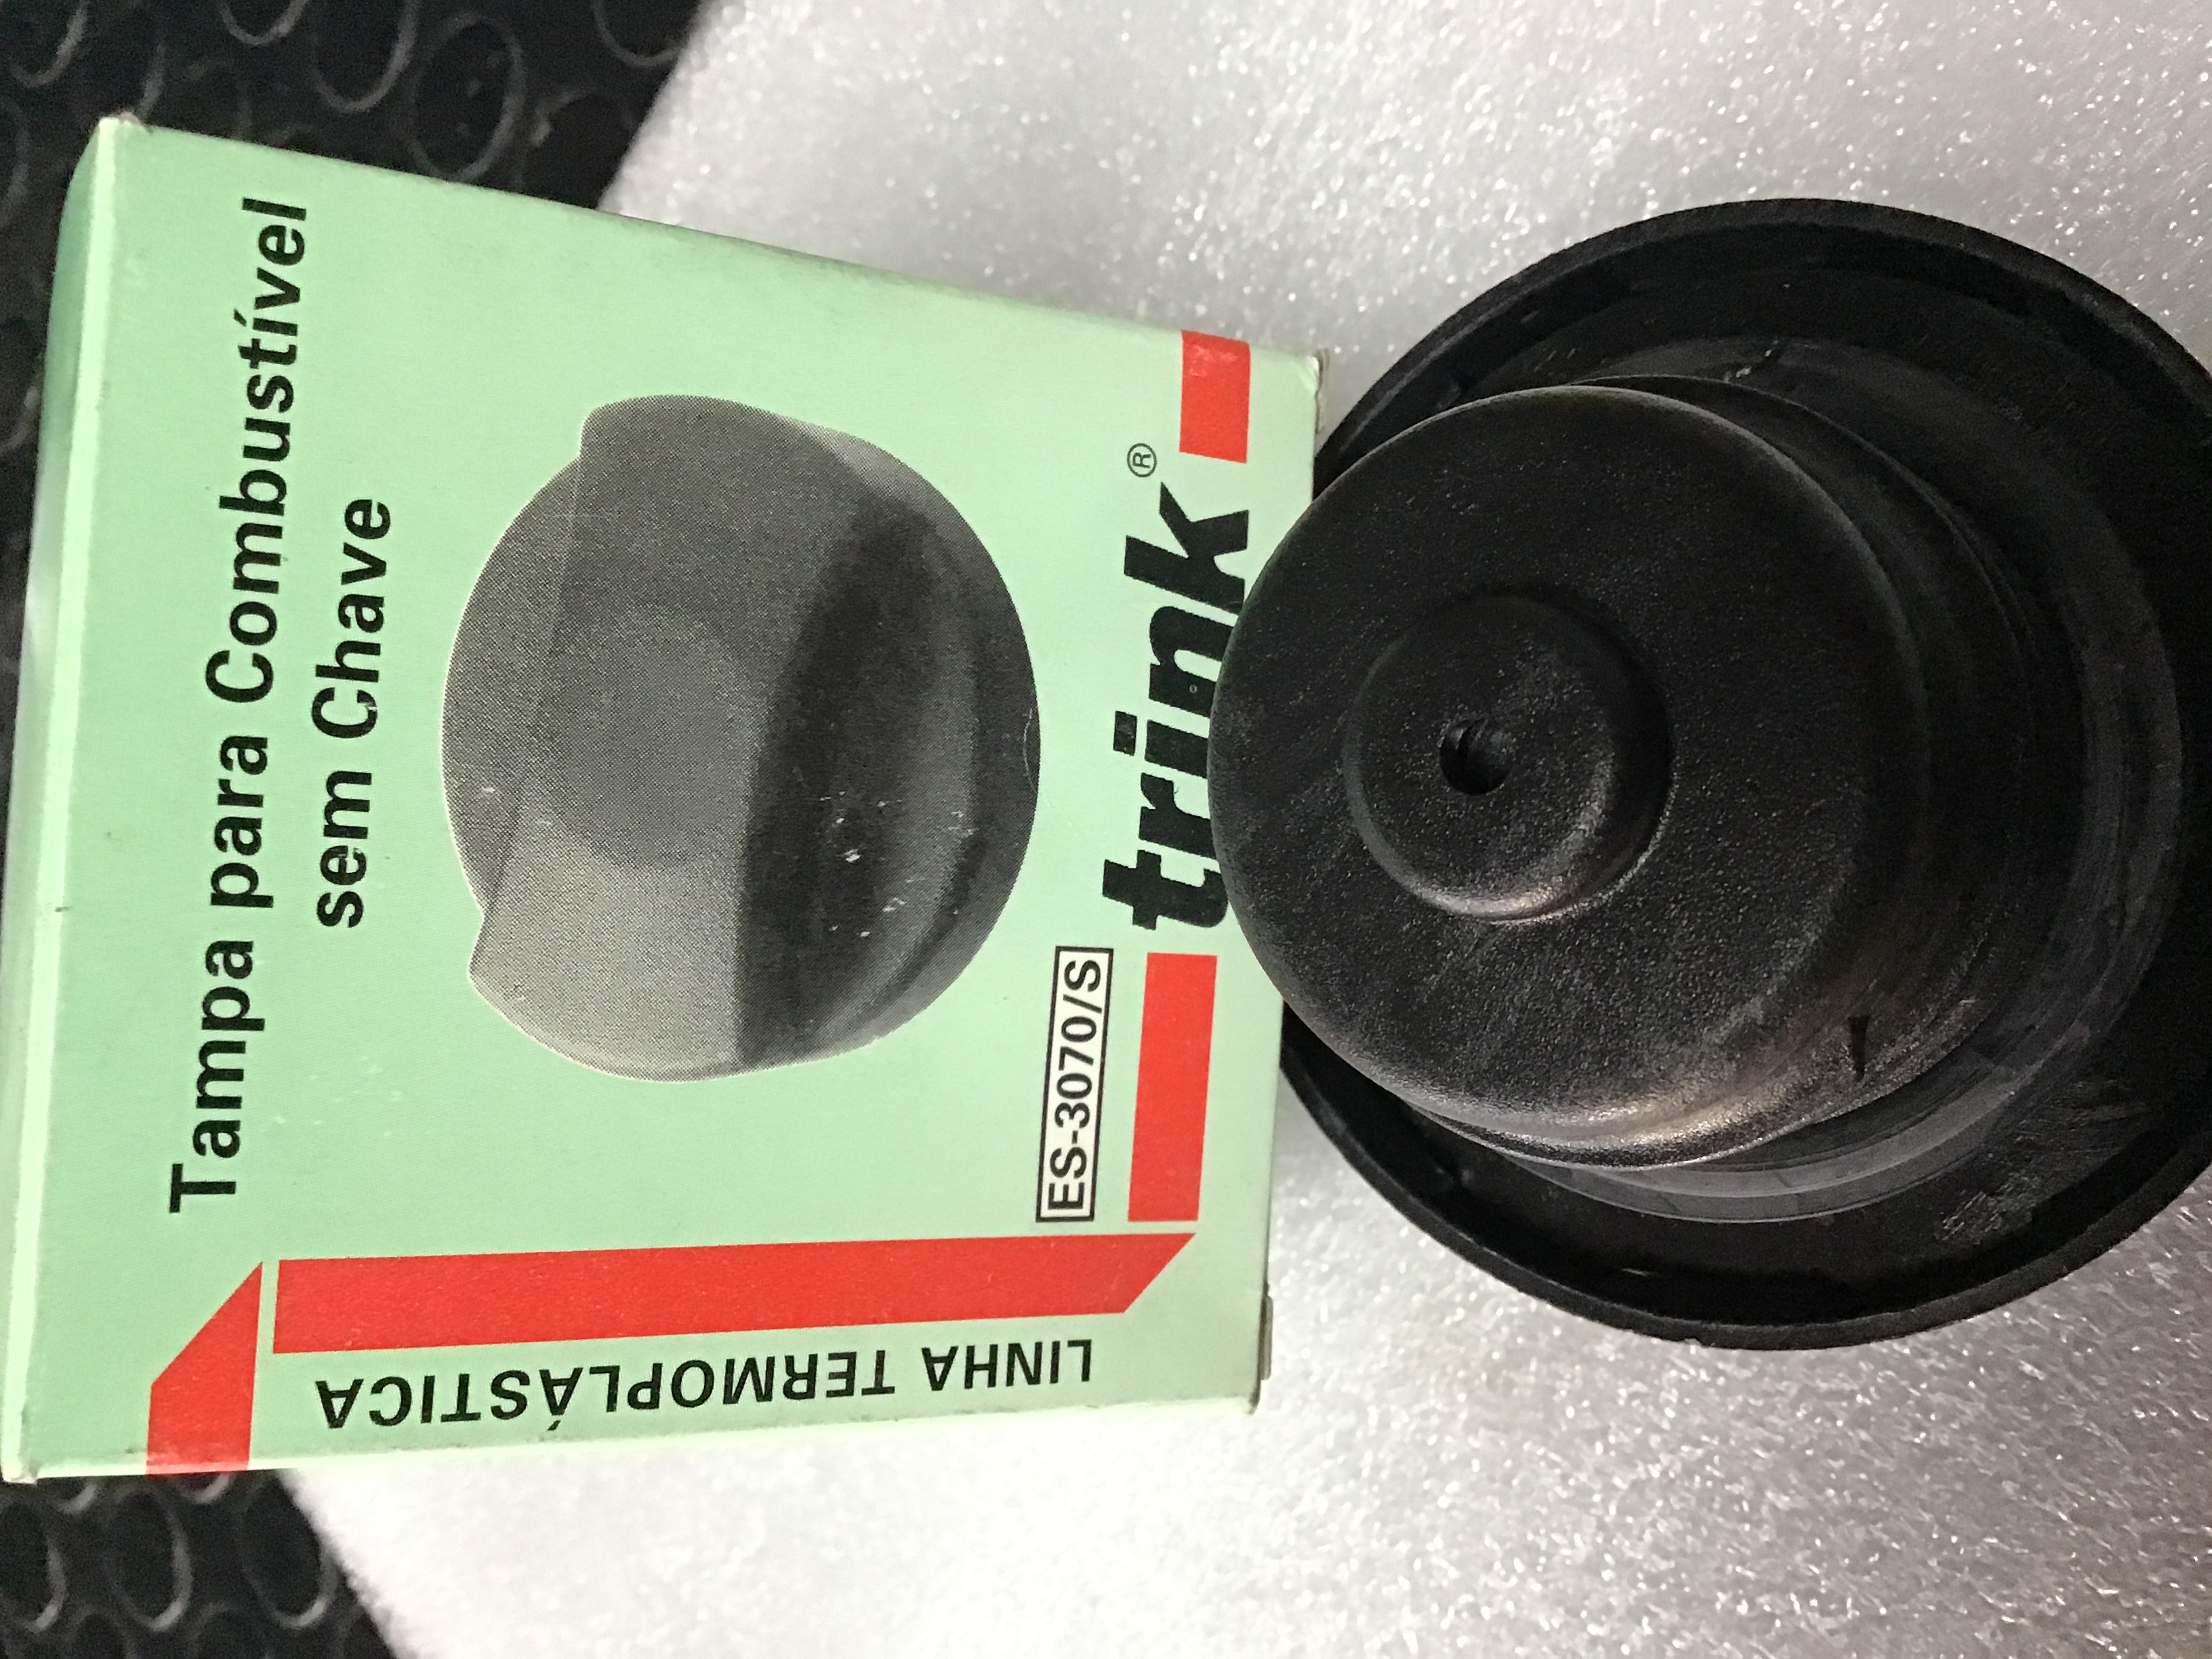 Tampa para Combustível
sem Chave
ES-3070/S
trink®
LINHA TERMOPLÁSTICA